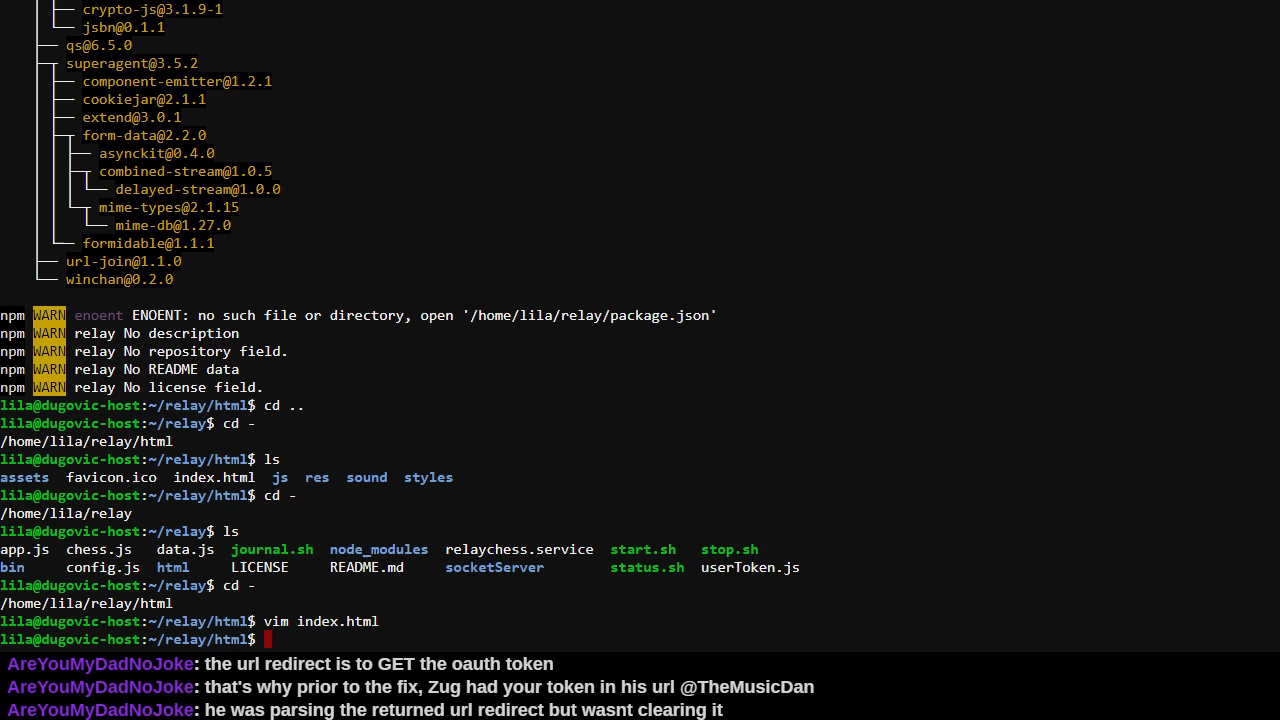 crypto-js@3.1.9-1
jsbn@0.1.1
qs@6.5.0
superagent@3.5.2
component-emitter@1.2.1
cookiejar@2.1.1
extend@3.0.1
form-data@2.2.0
asynckit@0.4.0
combined-stream@1.0.5
delayed-stream@1.0.0
mime-types@2.1.15
mime-db@1.27.0
formidable@1.1.1
url-join@1.1.0
winchan@0.2.0
npm WARN enoent ENOENT: no such file or directory, open '/home/lila/relay/package.json'
npm WARN relay No description
npm WARN relay No repository field.
npm WARN relay No README data
npm WARN relay No license field.
lila@dugovic-host:~/relay/html$ cd ..
lila@dugovic-host:~/relay$ cd -
/home/lila/relay/html
lila@dugovic-host:~/relay/html$ ls
assets favicon.ico index.html js res sound styles
lila@dugovic-host:~/relay/html$ cd -
/home/lila/relay
lila@dugovic-host:~/relay$ ls
app.js chess.js data.js journal.sh node_modules relaychess.service start.sh stop.sh
bin config.js html LICENSE README.md socketServer status.sh userToken.js
lila@dugovic-host:~/relay$ cd -
/home/lila/relay/html
lila@dugovic-host:~/relay/html$ vim index.html
lila@dugovic-host:~/relay/html$
AreYouMyDadNoJoke: the url redirect is to GET the oauth token
AreYouMyDadNoJoke: that's why prior to the fix, Zug had your token in his url @TheMusicDan
AreYouMyDadNoJoke: he was parsing the returned url redirect but wasnt clearing it